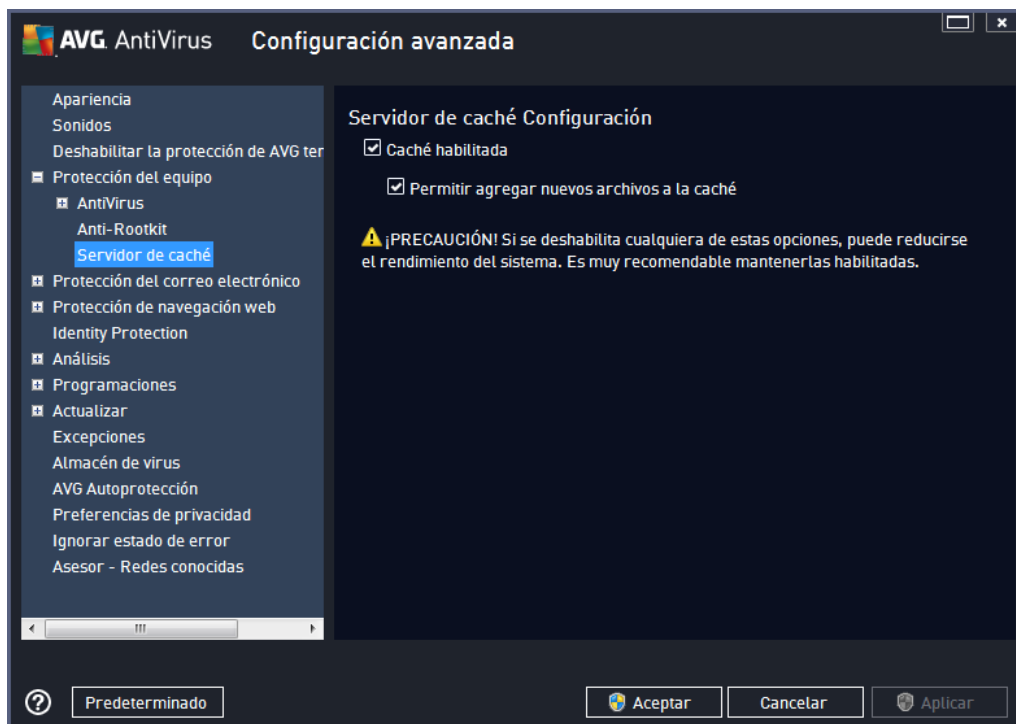 AVG. AntiVirus Configuración avanzada
Apariencia
Sonidos
Deshabilitar la protección de AVG ter
Protección del equipo
AntiVirus
Anti-Rootkit
Servidor de caché
Protección del correo electrónico
Protección de navegación web
Identity Protection
Análisis
Programaciones
Actualizar
Excepciones
Almacén de virus
AVG Autoprotección
Preferencias de privacidad
Ignorar estado de error
Asesor - Redes conocidas
Servidor de caché Configuración
Caché habilitada
Permitir agregar nuevos archivos a la caché
¡PRECAUCIÓN! Si se deshabilita cualquiera de estas opciones, puede reducirse
el rendimiento del sistema. Es muy recomendable mantenerlas habilitadas.
Predeterminado
Aceptar
Cancelar
Aplicar